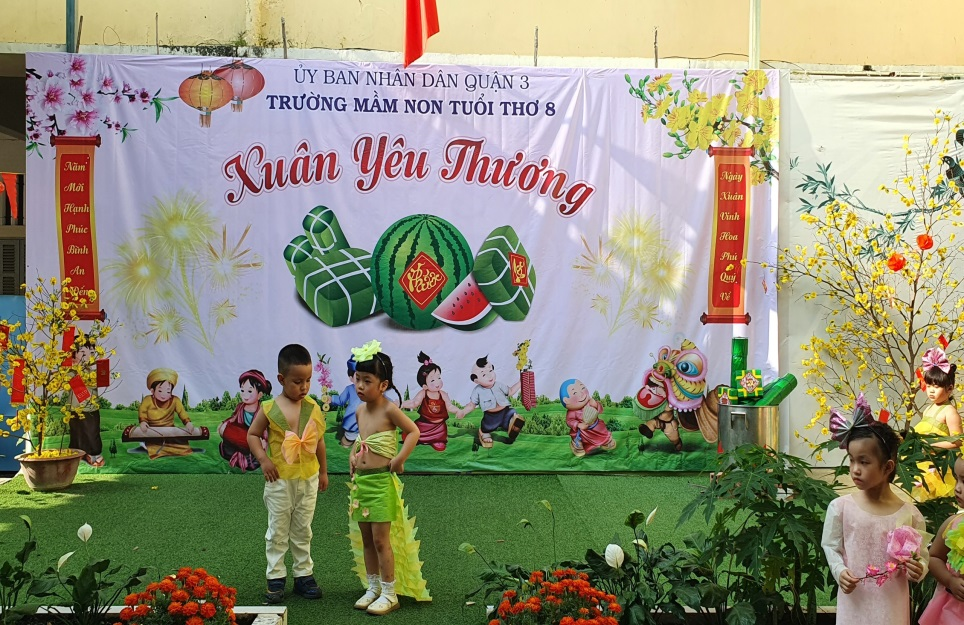 ỦY BAN NHÂN DÂN QUẬN 3
TRƯỜNG MẦM NON TUỔI THƠ 8
Xuân Yêu Thương
Năm
Mới
Hạnh
Phúc
Bình
An
Đến
Ngày
Xuân
Vinh
Hoa
Phú
Quý
Về